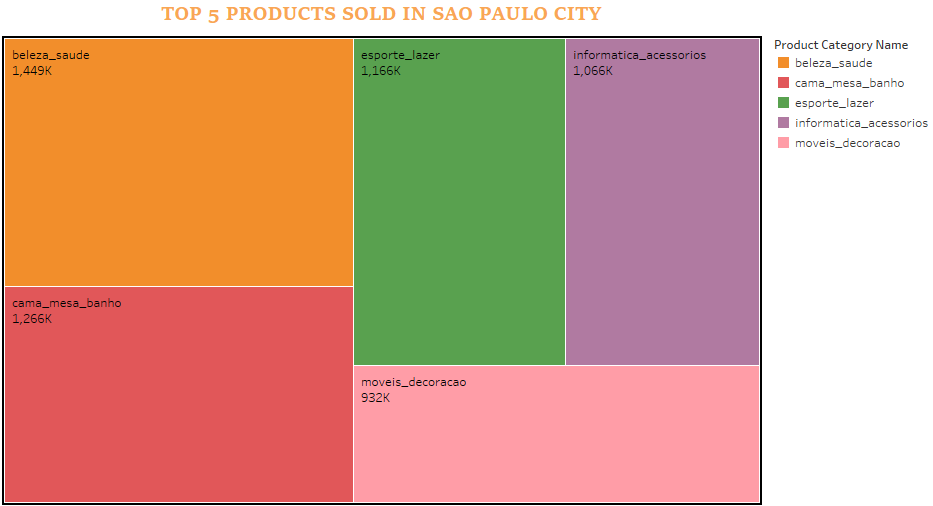 TOP 5 PRODUCTS SOLD IN SAO PAULO CITY
beleza_saude
1,449K
cama_mesa_banho
1,266K
esporte_lazer
1,166K
informatica_acessorios
1,066K
moveis_decoracao
932K
Product Category Name
beleza_saude
cama_mesa_banho
esporte_lazer
informatica_acessorios
moveis_decoracao